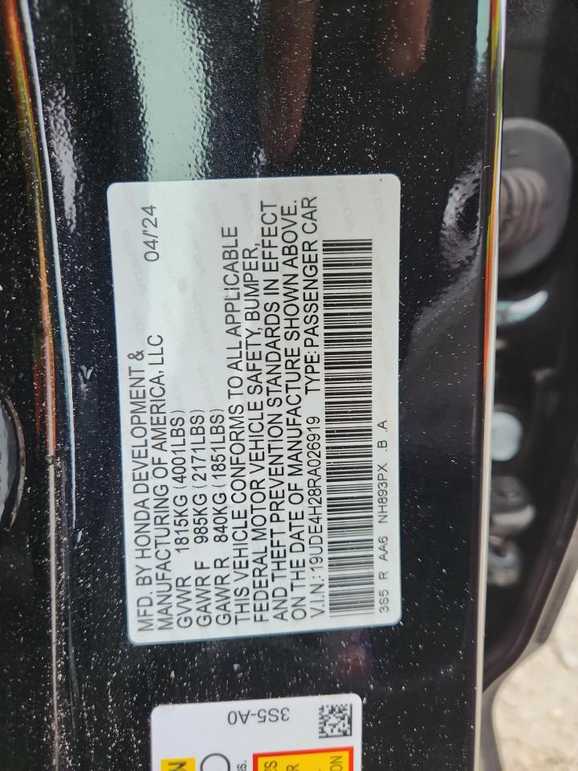 MFD. BY HONDA DEVELOPMENT &
MANUFACTURING OF AMERICA, LLC 04/'24
GVWR 1815KG (4001LBS)
GAWR F 985KG (2171LBS)
GAWR R 840KG (1851LBS)
THIS VEHICLE CONFORMS TO ALL APPLICABLE
FEDERAL MOTOR VEHICLE SAFETY, BUMPER,
AND THEFT PREVENTION STANDARDS IN EFFECT
ON THE DATE OF MANUFACTURE SHOWN ABOVE.
V.I.N.: 19UDE4H28RA026919 TYPE: PASSENGER CAR
3S5 R AA6 NH893PX .B .A
3S5-A0